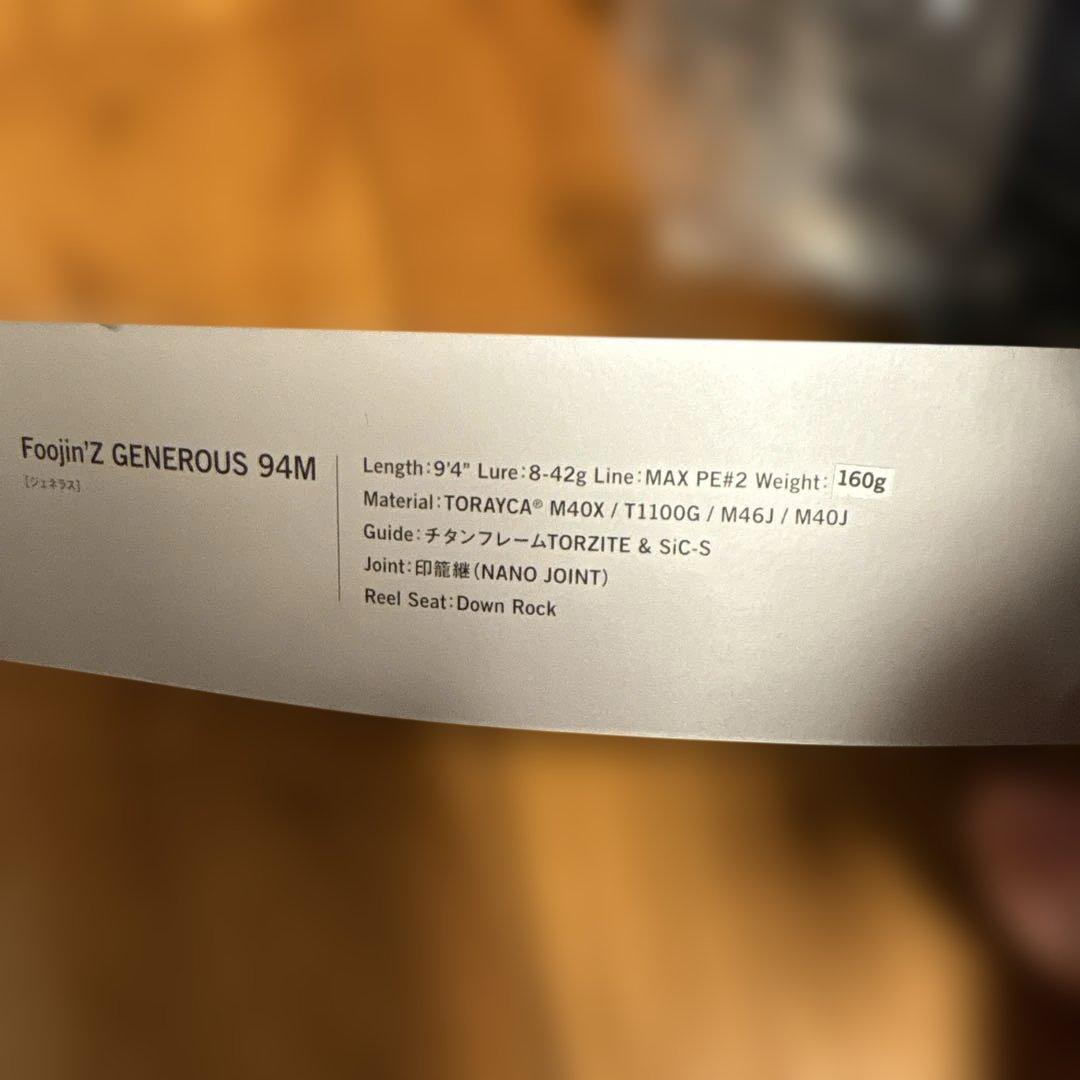 Foojin'Z GENEROUS 94M
[ジェネラス]
Length:9'4" Lure:8-42g Line:MAX PE#2 Weight:160g
Material:TORAYCA® M40X / T1100G / M46J / M40J
Guide:チタンフレームTORZITE & SiC-S
Joint:印籠継(NANO JOINT)
Reel Seat:Down Rock